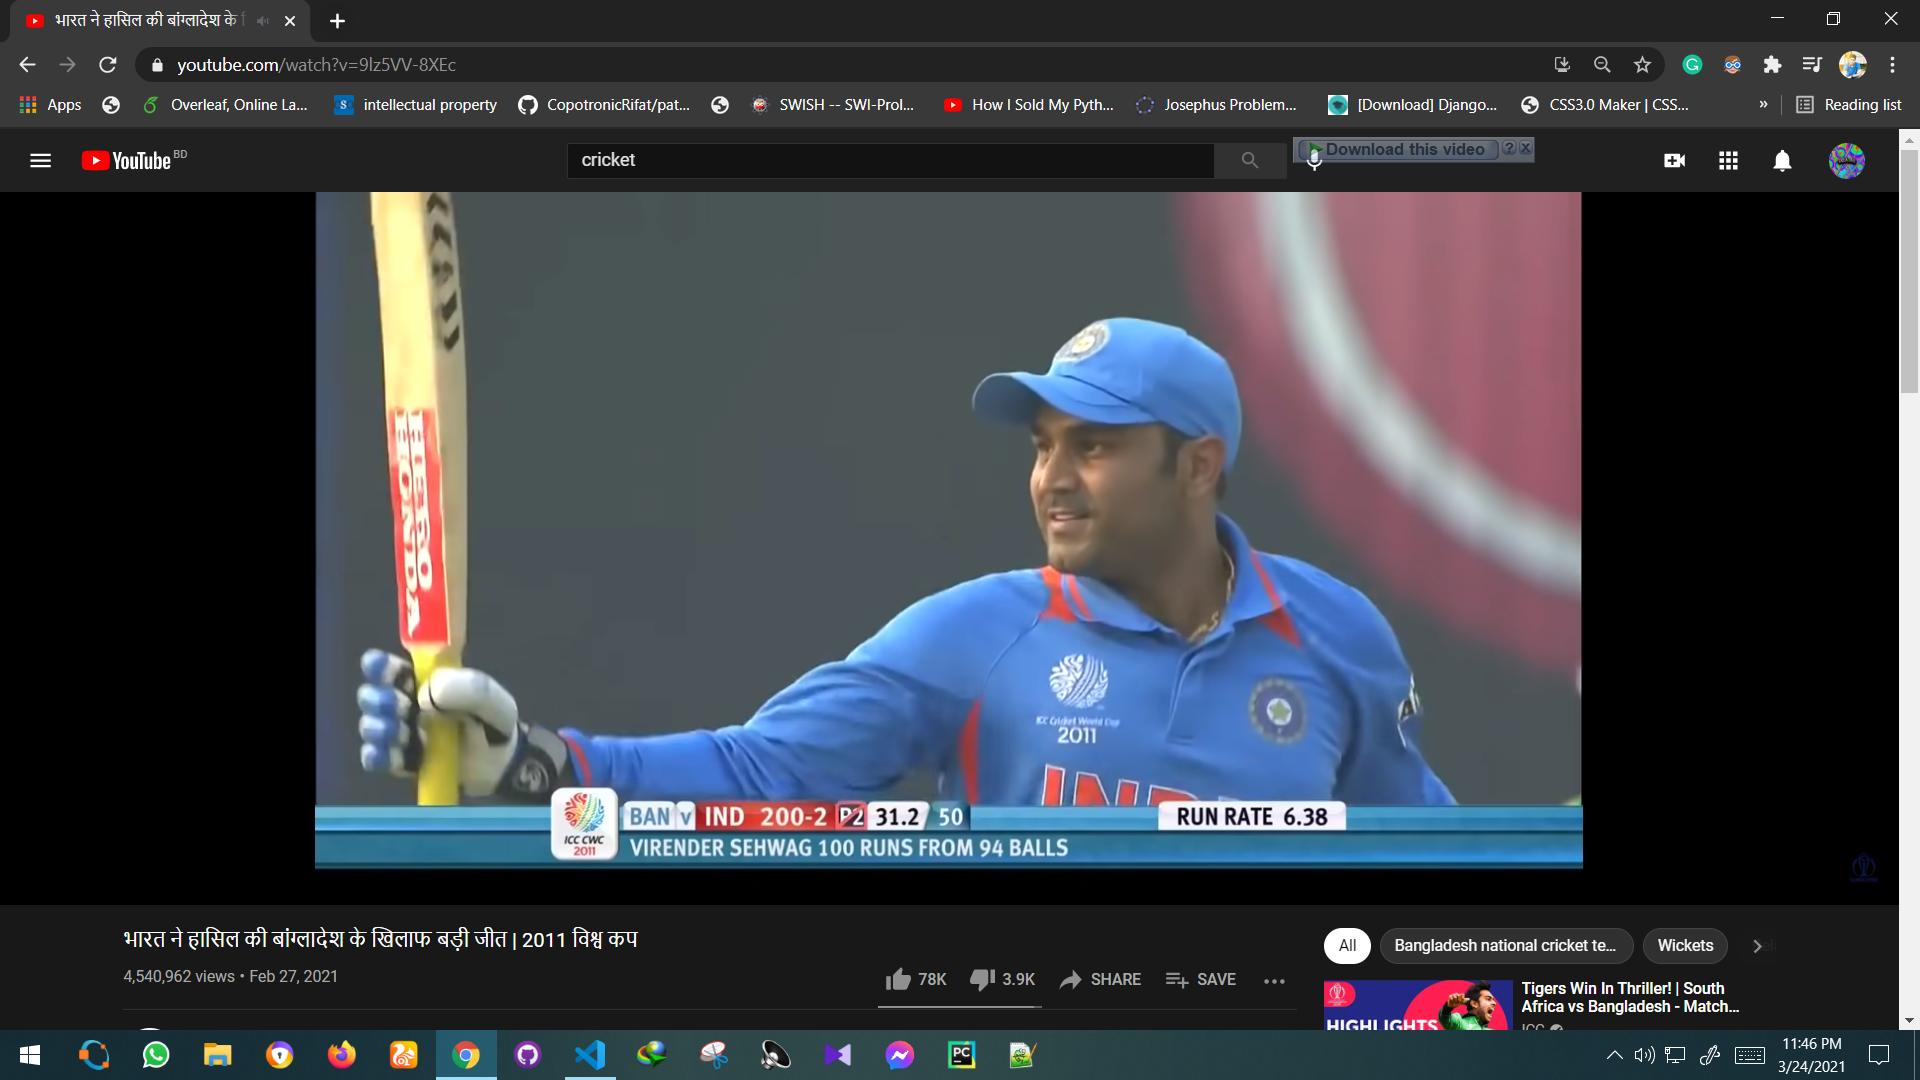 भारत ने हासिल की बांग्लादेश के
youtube.com/watch?v=9lz5VV-8XEc
Apps
Overleaf, Online La...
intellectual property
CopotronicRifat/pat...
SWISH -- SWI-Prol...
How I Sold My Pyth...
Josephus Problem...
[Download] Django...
CSS3.0 Maker | CSS...
»
Reading list
YouTube BD
cricket
Download this video
HERO
HONDA
ICC Cricket World Cup
2011
BAN v IND 200-2 P2 31.2 50
RUN RATE 6.38
ICC CWC
2011
VIRENDER SEHWAG 100 RUNS FROM 94 BALLS
भारत ने हासिल की बांग्लादेश के खिलाफ बड़ी जीत | 2011 विश्व कप
4,540,962 views • Feb 27, 2021
78K
3.9K
SHARE
SAVE
All
Bangladesh national cricket te...
Wickets
HIGHLIGHTS
Tigers Win In Thriller! | South
Africa vs Bangladesh - Match...
ICC
11:46 PM
3/24/2021